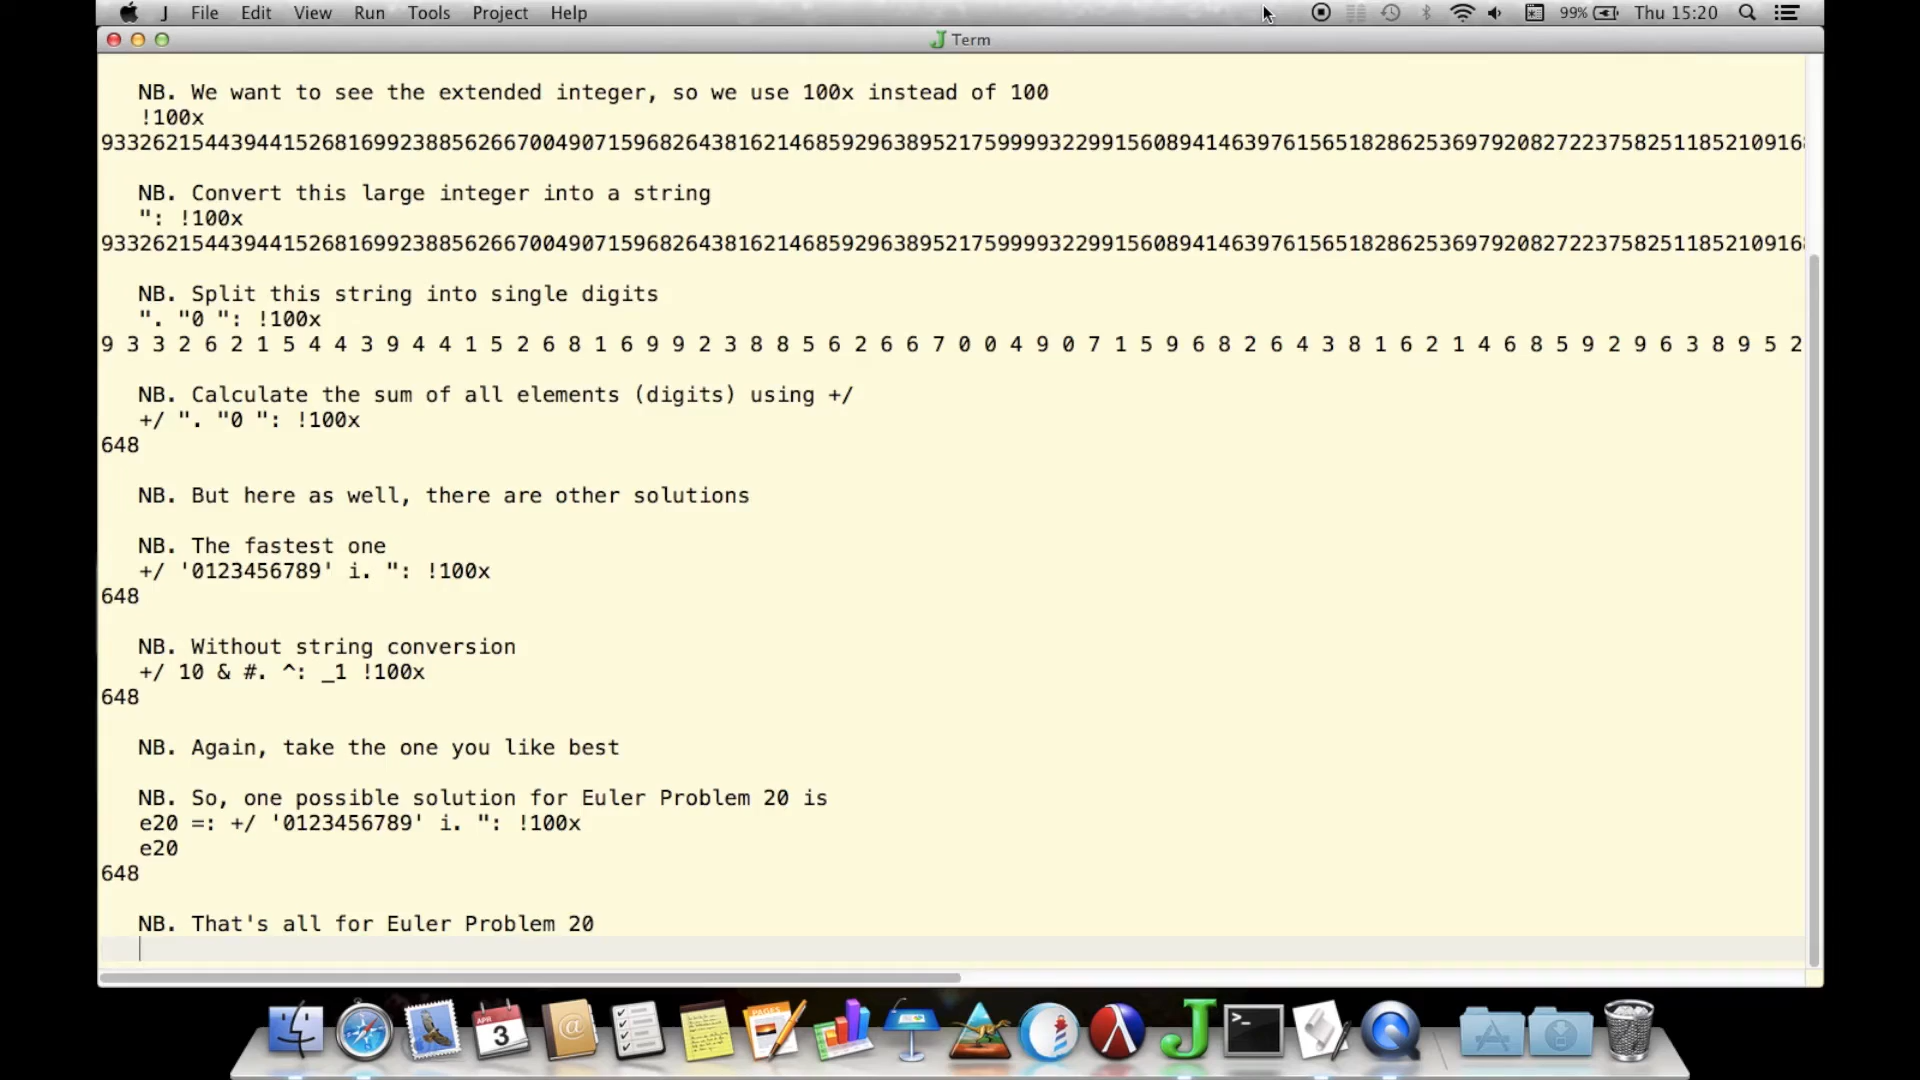 J File Edit View Run Tools Project Help 99% Thu 15:20
Term
NB. We want to see the extended integer, so we use 100x instead of 100
!100x
933262154439441526816992388562667004907159682643816214685929638952175999932299156089414639761565182862536979208272237582511852109168
NB. Convert this large integer into a string
": !100x
933262154439441526816992388562667004907159682643816214685929638952175999932299156089414639761565182862536979208272237582511852109168
NB. Split this string into single digits
". "0 ": !100x
9 3 3 2 6 2 1 5 4 4 3 9 4 4 1 5 2 6 8 1 6 9 9 2 3 8 8 5 6 2 6 6 7 0 0 4 9 0 7 1 5 9 6 8 2 6 4 3 8 1 6 2 1 4 6 8 5 9 2 9 6 3 8 9 5 2
NB. Calculate the sum of all elements (digits) using +/
+/ ". "0 ": !100x
648
NB. But here as well, there are other solutions
NB. The fastest one
+/ '0123456789' i. ": !100x
648
NB. Without string conversion
+/ 10 & #. ^: _1 !100x
648
NB. Again, take the one you like best
NB. So, one possible solution for Euler Problem 20 is
e20 =: +/ '0123456789' i. ": !100x
e20
648
NB. That's all for Euler Problem 20
APR
3
PAGES